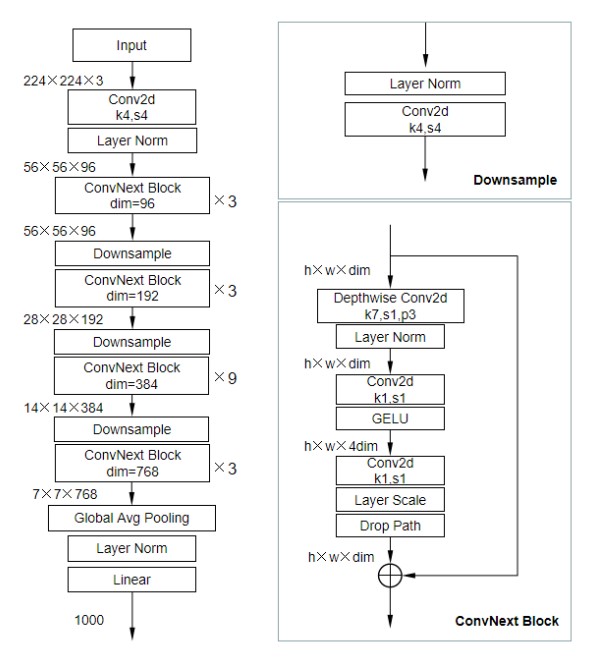 Input
224×224×3
Conv2d
k4,s4
Layer Norm
56×56×96
ConvNext Block
dim=96
×3
56×56×96
Downsample
ConvNext Block
dim=192
×3
28×28×192
Downsample
ConvNext Block
dim=384
×9
14×14×384
Downsample
ConvNext Block
dim=768
×3
7×7×768
Global Avg Pooling
Layer Norm
Linear
1000
Layer Norm
Conv2d
k4,s4
Downsample
h×w×dim
Depthwise Conv2d
k7,s1,p3
Layer Norm
h×w×dim
Conv2d
k1,s1
GELU
h×w×4dim
Conv2d
k1,s1
Layer Scale
Drop Path
h×w×dim
ConvNext Block